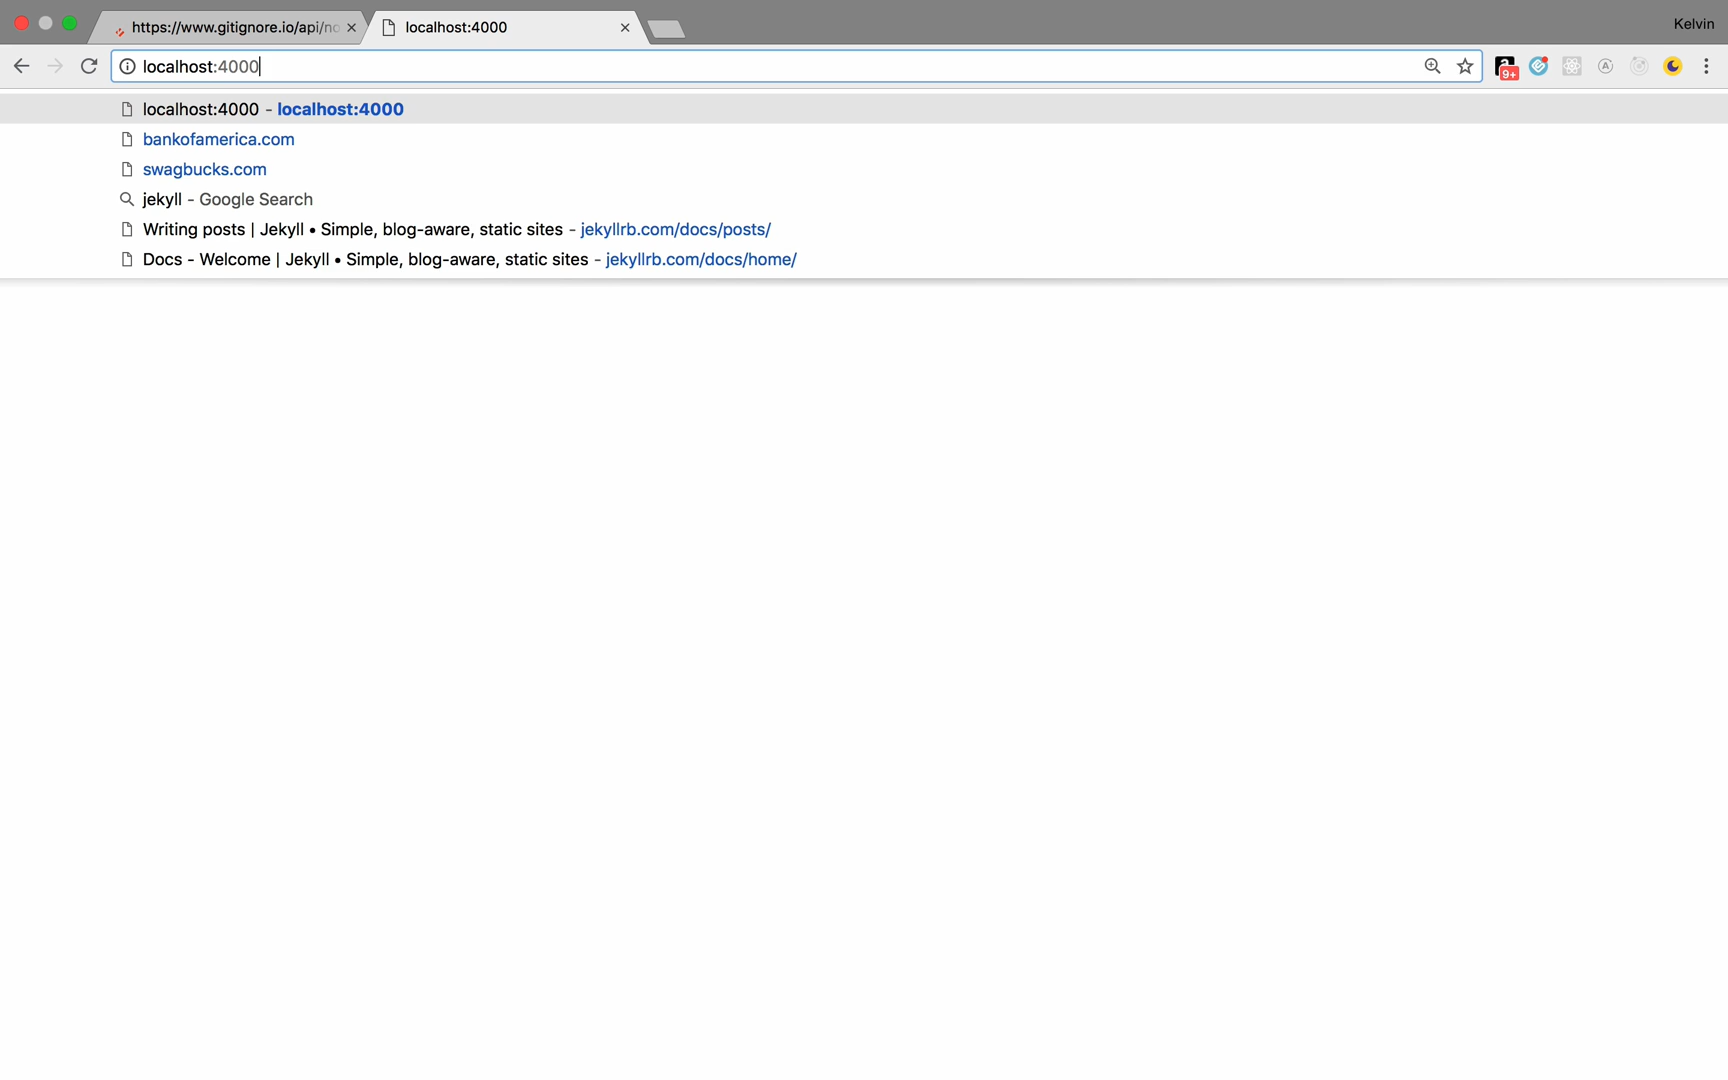 https://www.gitignore.io/api/no
localhost:4000
Kelvin
localhost:4000
9+
localhost:4000 - localhost:4000
bankofamerica.com
swagbucks.com
jekyll - Google Search
Writing posts | Jekyll • Simple, blog-aware, static sites - jekyllrb.com/docs/posts/
Docs - Welcome | Jekyll • Simple, blog-aware, static sites - jekyllrb.com/docs/home/